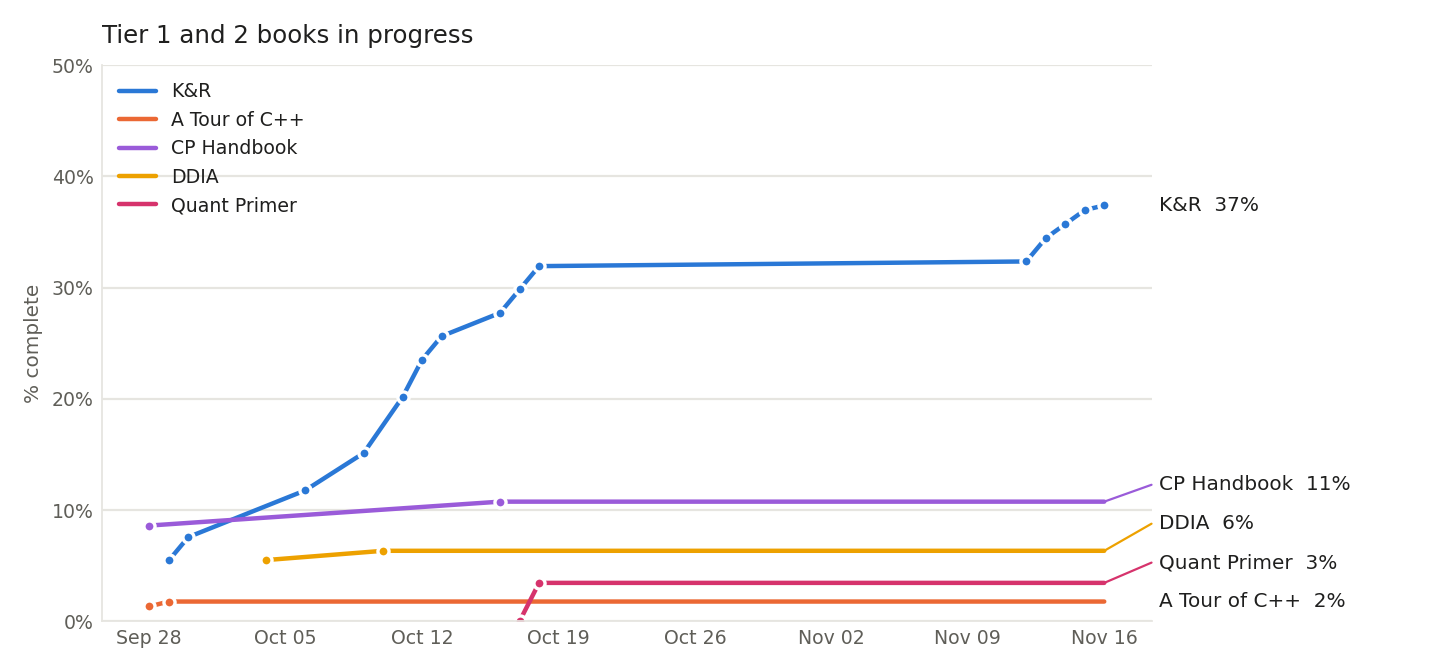 Tier 1 and 2 books in progress
50%
K&R
A Tour of C++
CP Handbook
40%
DDIA
Quant Primer
K&R 37%
30%
% complete
20%
CP Handbook 11%
10%
DDIA 6%
Quant Primer 3%
A Tour of C++ 2%
0%
Sep 28 Oct 05 Oct 12 Oct 19 Oct 26 Nov 02 Nov 09 Nov 16